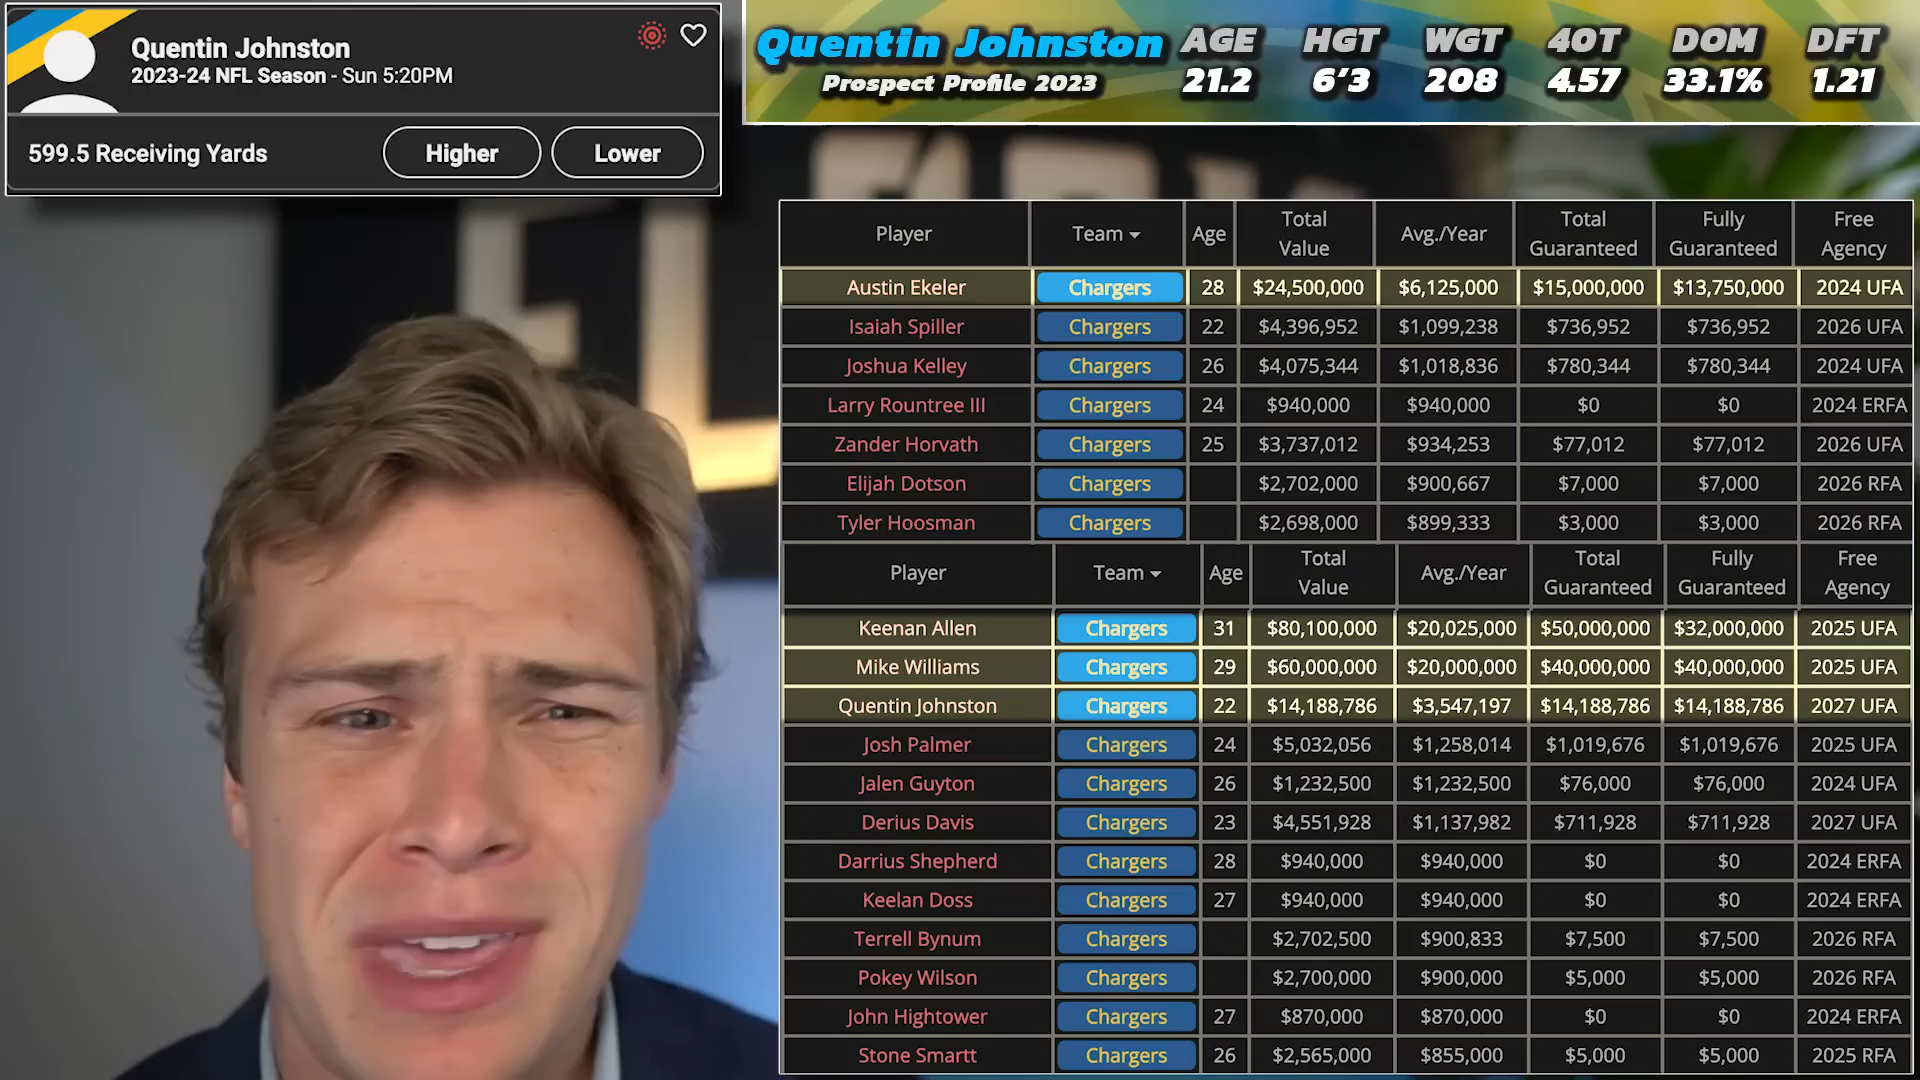 Quentin Johnston
2023-24 NFL Season - Sun 5:20PM
599.5 Receiving Yards Higher Lower
Quentin Johnston
Prospect Profile 2023
AGE HGT WGT 40T DOM DFT
21.2 6'3 208 4.57 33.1% 1.21
Player Team Age Total Value Avg./Year Total Guaranteed Fully Guaranteed Free Agency
Austin Ekeler Chargers 28 $24,500,000 $6,125,000 $15,000,000 $13,750,000 2024 UFA
Isaiah Spiller Chargers 22 $4,396,952 $1,099,238 $736,952 $736,952 2026 UFA
Joshua Kelley Chargers 26 $4,075,344 $1,018,836 $780,344 $780,344 2024 UFA
Larry Rountree III Chargers 24 $940,000 $940,000 $0 $0 2024 ERFA
Zander Horvath Chargers 25 $3,737,012 $934,253 $77,012 $77,012 2026 UFA
Elijah Dotson Chargers $2,702,000 $900,667 $7,000 $7,000 2026 RFA
Tyler Hoosman Chargers $2,698,000 $899,333 $3,000 $3,000 2026 RFA
Player Team Age Total Value Avg./Year Total Guaranteed Fully Guaranteed Free Agency
Keenan Allen Chargers 31 $80,100,000 $20,025,000 $50,000,000 $32,000,000 2025 UFA
Mike Williams Chargers 29 $60,000,000 $20,000,000 $40,000,000 $40,000,000 2025 UFA
Quentin Johnston Chargers 22 $14,188,786 $3,547,197 $14,188,786 $14,188,786 2027 UFA
Josh Palmer Chargers 24 $5,032,056 $1,258,014 $1,019,676 $1,019,676 2025 UFA
Jalen Guyton Chargers 26 $1,232,500 $1,232,500 $76,000 $76,000 2024 UFA
Derius Davis Chargers 23 $4,551,928 $1,137,982 $711,928 $711,928 2027 UFA
Darrius Shepherd Chargers 28 $940,000 $940,000 $0 $0 2024 ERFA
Keelan Doss Chargers 27 $940,000 $940,000 $0 $0 2024 ERFA
Terrell Bynum Chargers $2,702,500 $900,833 $7,500 $7,500 2026 RFA
Pokey Wilson Chargers $2,700,000 $900,000 $5,000 $5,000 2026 RFA
John Hightower Chargers 27 $870,000 $870,000 $0 $0 2024 ERFA
Stone Smartt Chargers 26 $2,565,000 $855,000 $5,000 $5,000 2025 RFA